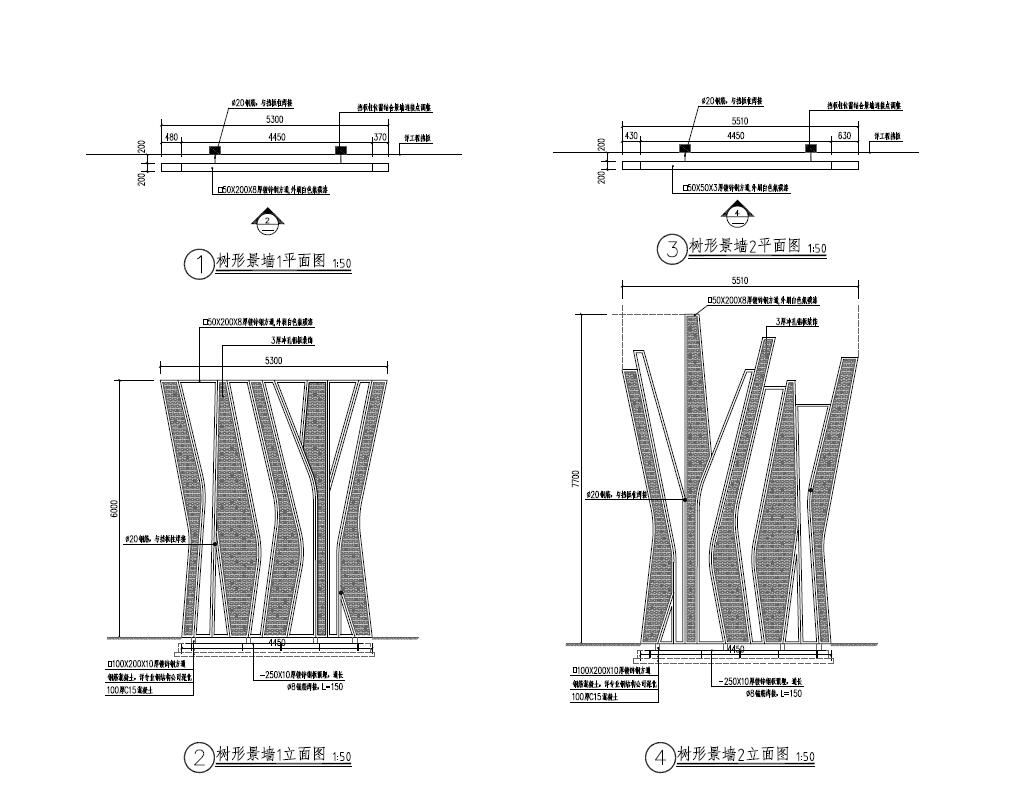 Ø20钢筋，与挡板柱焊接
挡板柱位置结合景墙连接点调整
5300
480 4450 370
200
详工程挡板
200
□50X200X8厚镀锌钢方通,外刷白色氟碳漆
2
1 树形景墙1平面图 1:50
Ø20钢筋，与挡板柱焊接
挡板柱位置结合景墙连接点调整
5510
430 4450 630
200
详工程挡板
200
□50X50X3厚镀锌钢方通,外刷白色氟碳漆
4
3 树形景墙2平面图 1:50
□50X200X8厚镀锌钢方通,外刷白色氟碳漆
3厚冲孔铝板装饰
5300
6000
Ø20钢筋，与挡板柱焊接
4450
□100X200X10厚镀锌钢方通
钢筋混凝土，详专业钢结构公司深化
100厚C15混凝土
-250X10厚镀锌钢板预埋，通长
Ø8锚筋焊接，L=150
2 树形景墙1立面图 1:50
5510
□50X200X8厚镀锌钢方通,外刷白色氟碳漆
3厚冲孔铝板装饰
7700
Ø20钢筋，与挡板柱焊接
4450
□100X200X10厚镀锌钢方通
钢筋混凝土，详专业钢结构公司深化
100厚C15混凝土
-250X10厚镀锌钢板预埋，通长
Ø8锚筋焊接，L=150
4 树形景墙2立面图 1:50